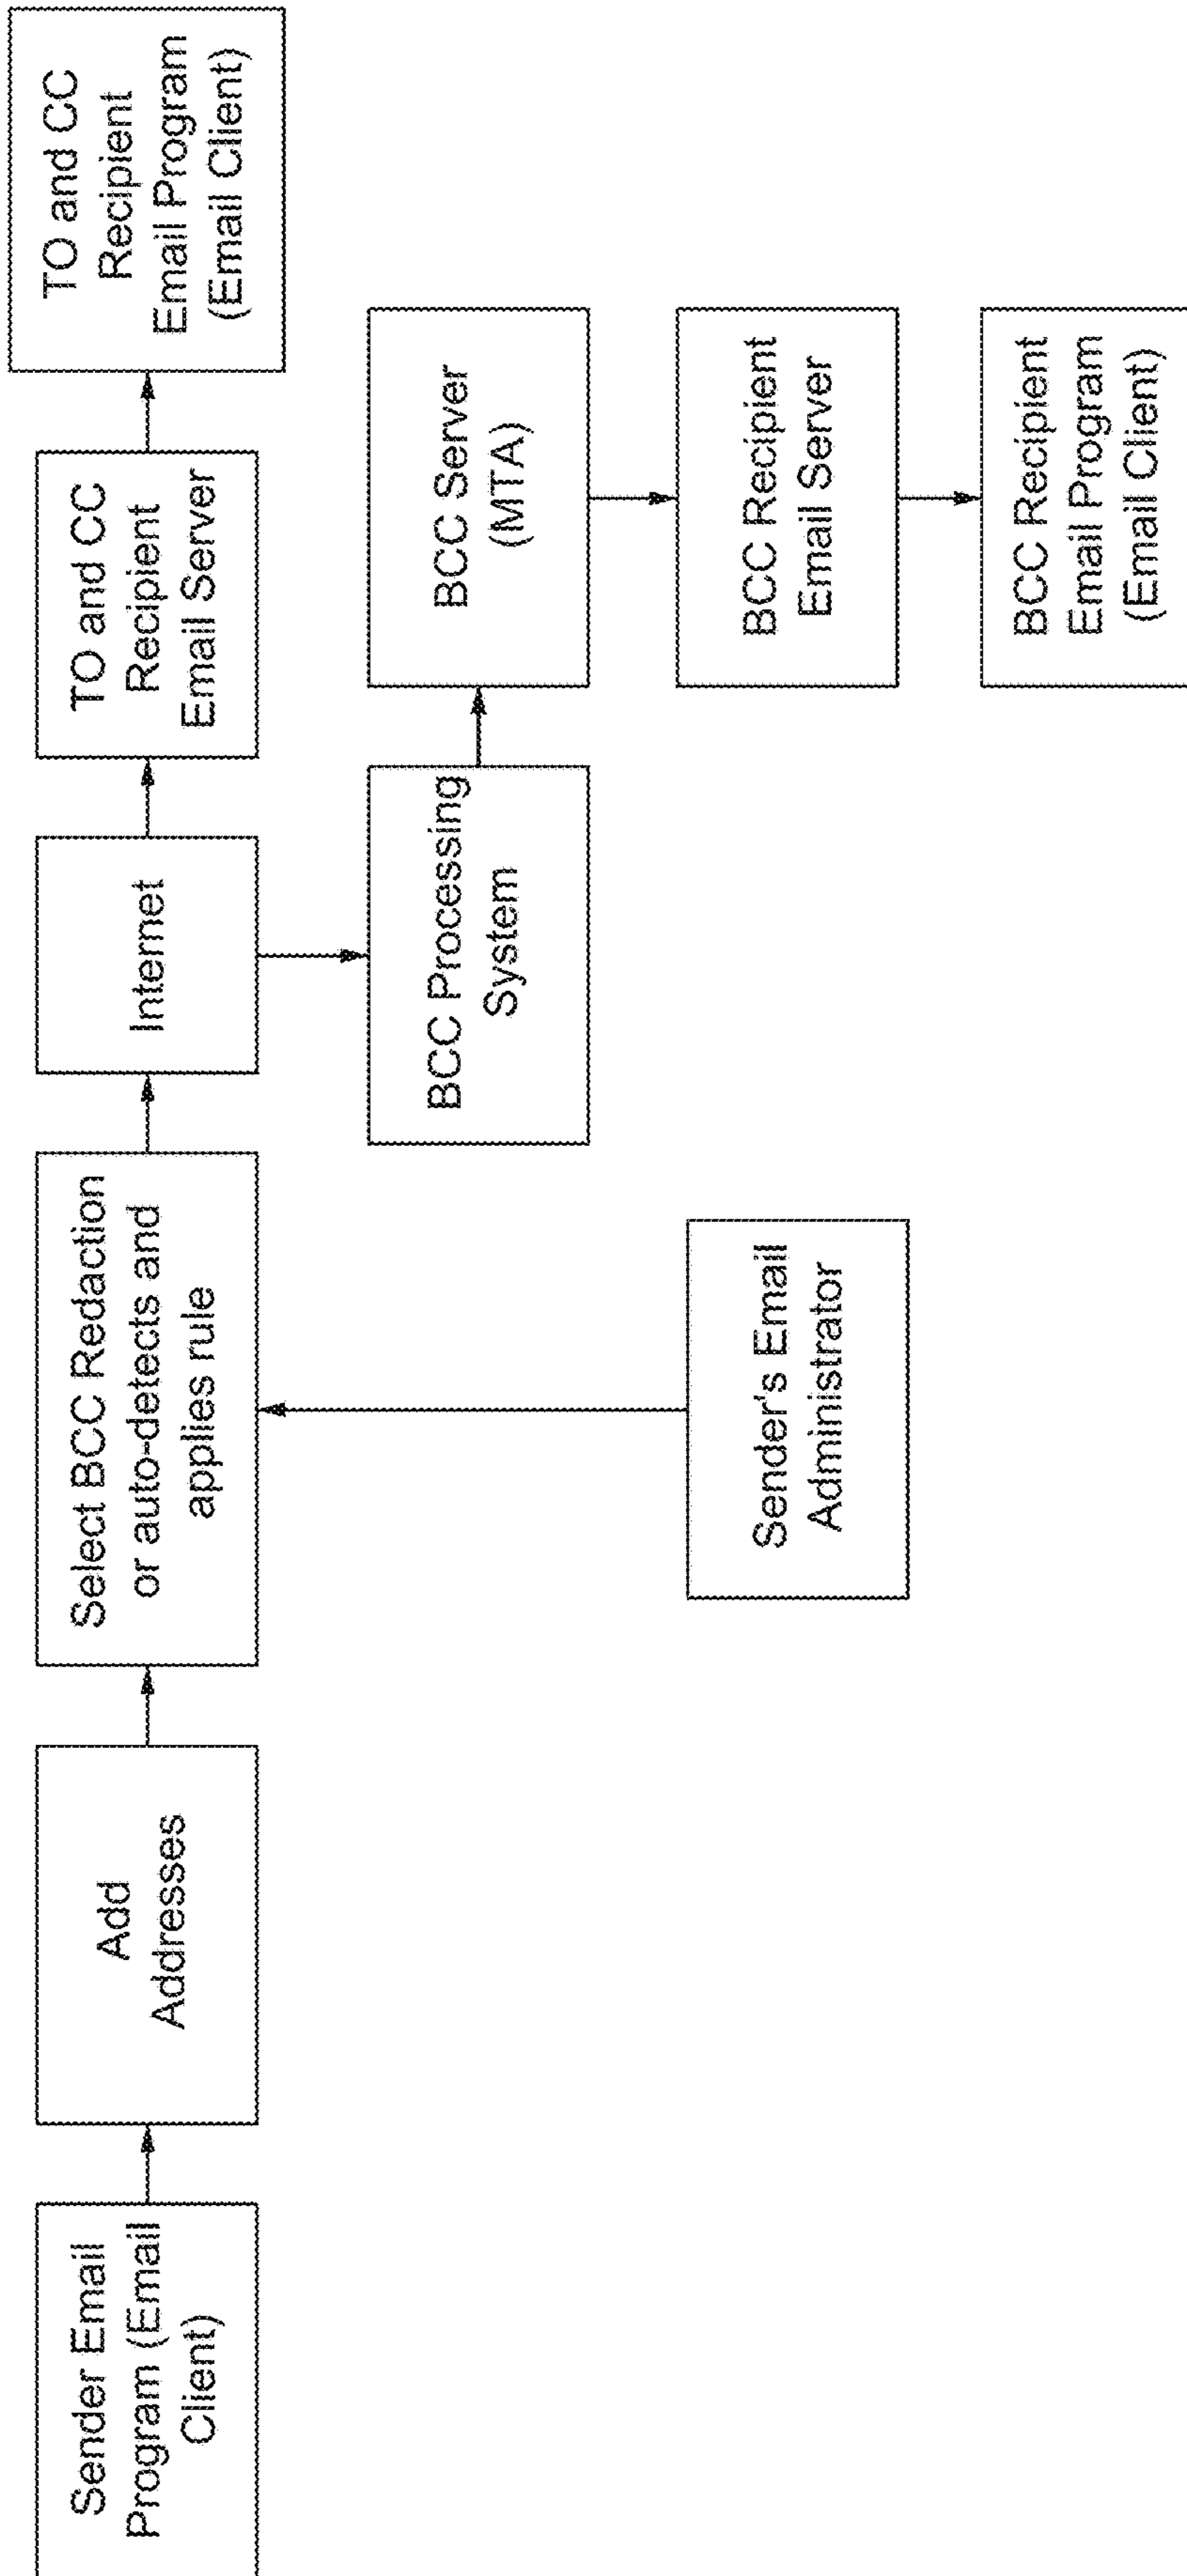 Sender Email
Program (Email
Client)
Add
Addresses
Select BCC Redaction
or auto-detects and
applies rule
Internet
TO and CC
Recipient
Email Server
TO and CC
Recipient
Email Program
(Email Client)
Sender's Email
Administrator
BCC Processing
System
BCC Server
(MTA)
BCC Recipient
Email Server
BCC Recipient
Email Program
(Email Client)